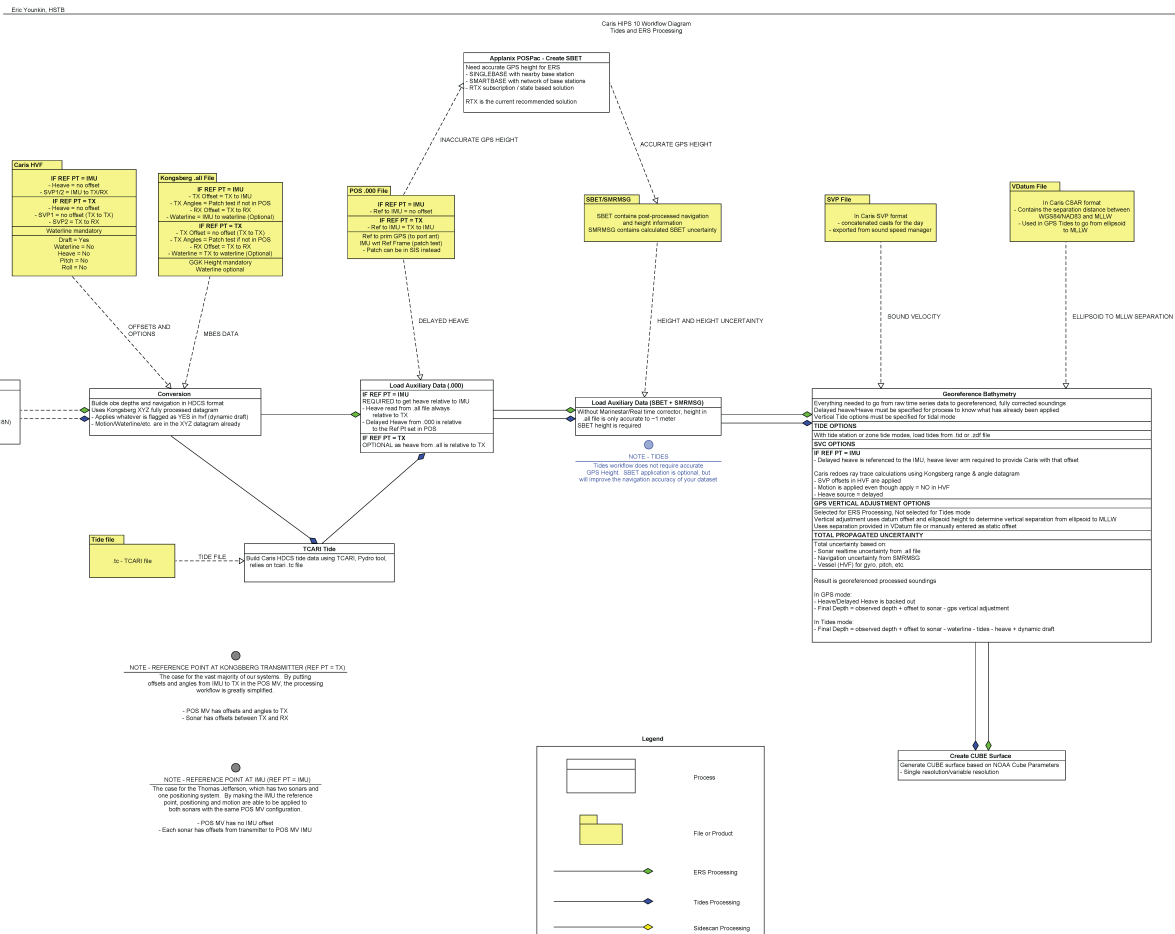 Eric Younkin, HSTB
Caris HIPS 10 Workflow Diagram
Tides and ERS Processing
Applanix POSPac - Create SBET
Need accurate GPS height for ERS
- SINGLEBASE with nearby base station
- SMARTBASE with network of base stations
- RTX subscription / state based solution
RTX is the current recommended solution
INACCURATE GPS HEIGHT
ACCURATE GPS HEIGHT
Caris HVF
IF REF PT = IMU
- Heave = no offset
- SVP1/2 = IMU to TX/RX
IF REF PT = TX
- Heave = no offset
- SVP1 = no offset (TX to TX)
- SVP2 = TX to RX
Waterline mandatory
Draft = Yes
Waterline = No
Heave = No
Pitch = No
Roll = No
Kongsberg .all File
IF REF PT = IMU
- TX Offset = TX to IMU
- TX Angles = Patch test if not in POS
- RX Offset = TX to RX
- Waterline = IMU to waterline (Optional)
IF REF PT = TX
- TX Offset = no offset (TX to TX)
- TX Angles = Patch test if not in POS
- RX Offset = TX to RX
- Waterline = TX to waterline (Optional)
GGK Height mandatory
Waterline optional
POS .000 File
IF REF PT = IMU
- Ref to IMU = no offset
IF REF PT = TX
- Ref to IMU = TX to IMU
Ref to prim GPS (to port ant)
IMU wrt Ref Frame (patch test)
- Patch can be in SIS instead
SBET/SMRMSG
SBET contains post-processed navigation
and height information
SMRMSG contains calculated SBET uncertainty
SVP File
In Caris SVP format
- concatenated casts for the day
- exported from sound speed manager
VDatum File
In Caris CSAR format
- Contains the separation distance between
WGS84/NAD83 and MLLW
- Used in GPS Tides to go from ellipsoid
to MLLW
OFFSETS AND
OPTIONS
MBES DATA
DELAYED HEAVE
HEIGHT AND HEIGHT UNCERTAINTY
SOUND VELOCITY
ELLIPSOID TO MLLW SEPARATION
18N)
Conversion
Builds obs depths and navigation in HDCS format
Uses Kongsberg XYZ fully processed datagram
- Applies whatever is flagged as YES in hvf (dynamic draft)
- Motion/Waterline/etc. are in the XYZ datagram already
Load Auxiliary Data (.000)
IF REF PT = IMU
REQUIRED to get heave relative to IMU
- Heave read from .all file always
relative to TX
- Delayed Heave from .000 is relative
to the Ref Pt set in POS
IF REF PT = TX
OPTIONAL as heave from .all is relative to TX
Load Auxiliary Data (SBET + SMRMSG)
Without Marinestar/Real time corrector, height in
.all file is only accurate to ~1 meter
SBET height is required
NOTE - TIDES
Tides workflow does not require accurate
GPS Height. SBET application is optional, but
will improve the navigation accuracy of your dataset
Georeference Bathymetry
Everything needed to go from raw time series data to georeferenced, fully corrected soundings
Delayed heave/Heave must be specified for process to know what has already been applied
Vertical Tide options must be specified for tidal mode
TIDE OPTIONS
With tide station or zone tide modes, load tides from .tid or .zdf file
SVC OPTIONS
IF REF PT = IMU
- Delayed heave is referenced to the IMU, heave lever arm required to provide Caris with that offset
Caris redoes ray trace calculations using Kongsberg range & angle datagram
- SVP offsets in HVF are applied
- Motion is applied even though apply = NO in HVF
- Heave source = delayed
GPS VERTICAL ADJUSTMENT OPTIONS
Selected for ERS Processing, Not selected for Tides mode
Vertical adjustment uses datum offset and ellipsoid height to determine vertical separation from ellipsoid to MLLW
Uses separation provided in VDatum file or manually entered as static offset
TOTAL PROPAGATED UNCERTAINTY
Total uncertainty based on:
- Sonar realtime uncertainty from .all file
- Navigation uncertainty from SMRMSG
- Vessel (HVF) for gyro, pitch, etc.
Result is georeferenced processed soundings
In GPS mode:
- Heave/Delayed Heave is backed out
- Final Depth = observed depth + offset to sonar - gps vertical adjustment
In Tides mode:
- Final Depth = observed depth + offset to sonar - waterline - tides - heave + dynamic draft
Tide file
.tc - TCARI file
TIDE FILE
TCARI Tide
Build Caris HDCS tide data using TCARI, Pydro tool,
relies on tcari .tc file
NOTE - REFERENCE POINT AT KONGSBERG TRANSMITTER (REF PT = TX)
The case for the vast majority of our systems. By putting
offsets and angles from IMU to TX in the POS MV, the processing
workflow is greatly simplified.
- POS MV has offsets and angles to TX
- Sonar has offsets between TX and RX
NOTE - REFERENCE POINT AT IMU (REF PT = IMU)
The case for the Thomas Jefferson, which has two sonars and
one positioning system. By making the IMU the reference
point, positioning and motion are able to be applied to
both sonars with the same POS MV configuration.
- POS MV has no IMU offset
- Each sonar has offsets from transmitter to POS MV IMU
Create CUBE Surface
Generate CUBE surface based on NOAA Cube Parameters
- Single resolution/variable resolution
Legend
Process
File or Product
ERS Processing
Tides Processing
Sidescan Processing